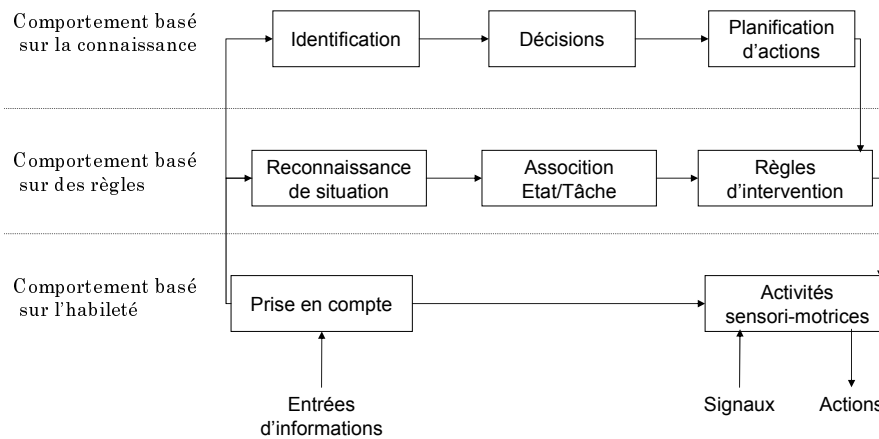 Comportement basé
sur la connaissance
Identification
Décisions
Planification
d'actions
Comportement basé
sur des règles
Reconnaissance
de situation
Assocition
Etat/Tâche
Règles
d'intervention
Comportement basé
sur l'habileté
Prise en compte
Activités
sensori-motrices
Entrées
d'informations
Signaux
Actions